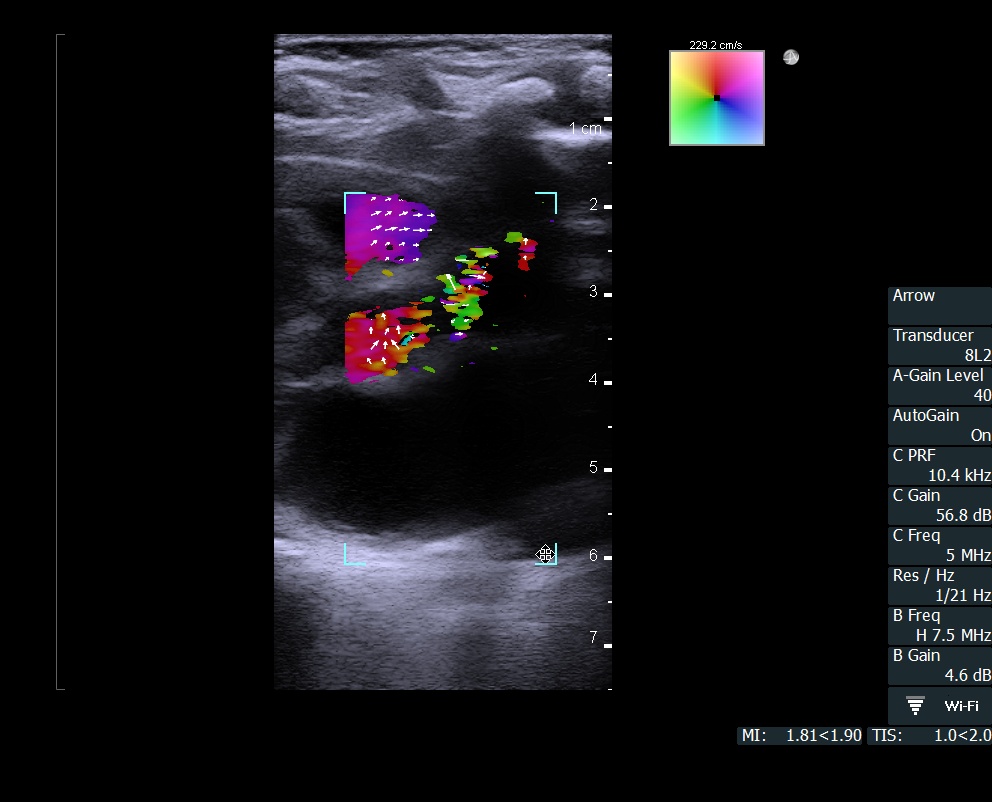 229.2 cm/s
1 cm
2
3
4
5
6
7
Arrow
Transducer
8L2
A-Gain Level
40
AutoGain
On
C PRF
10.4 kHz
C Gain
56.8 dB
C Freq
5 MHz
Res / Hz
1/21 Hz
B Freq
H 7.5 MHz
B Gain
4.6 dB
Wi-Fi
MI: 1.81<1.90 TIS: 1.0<2.0